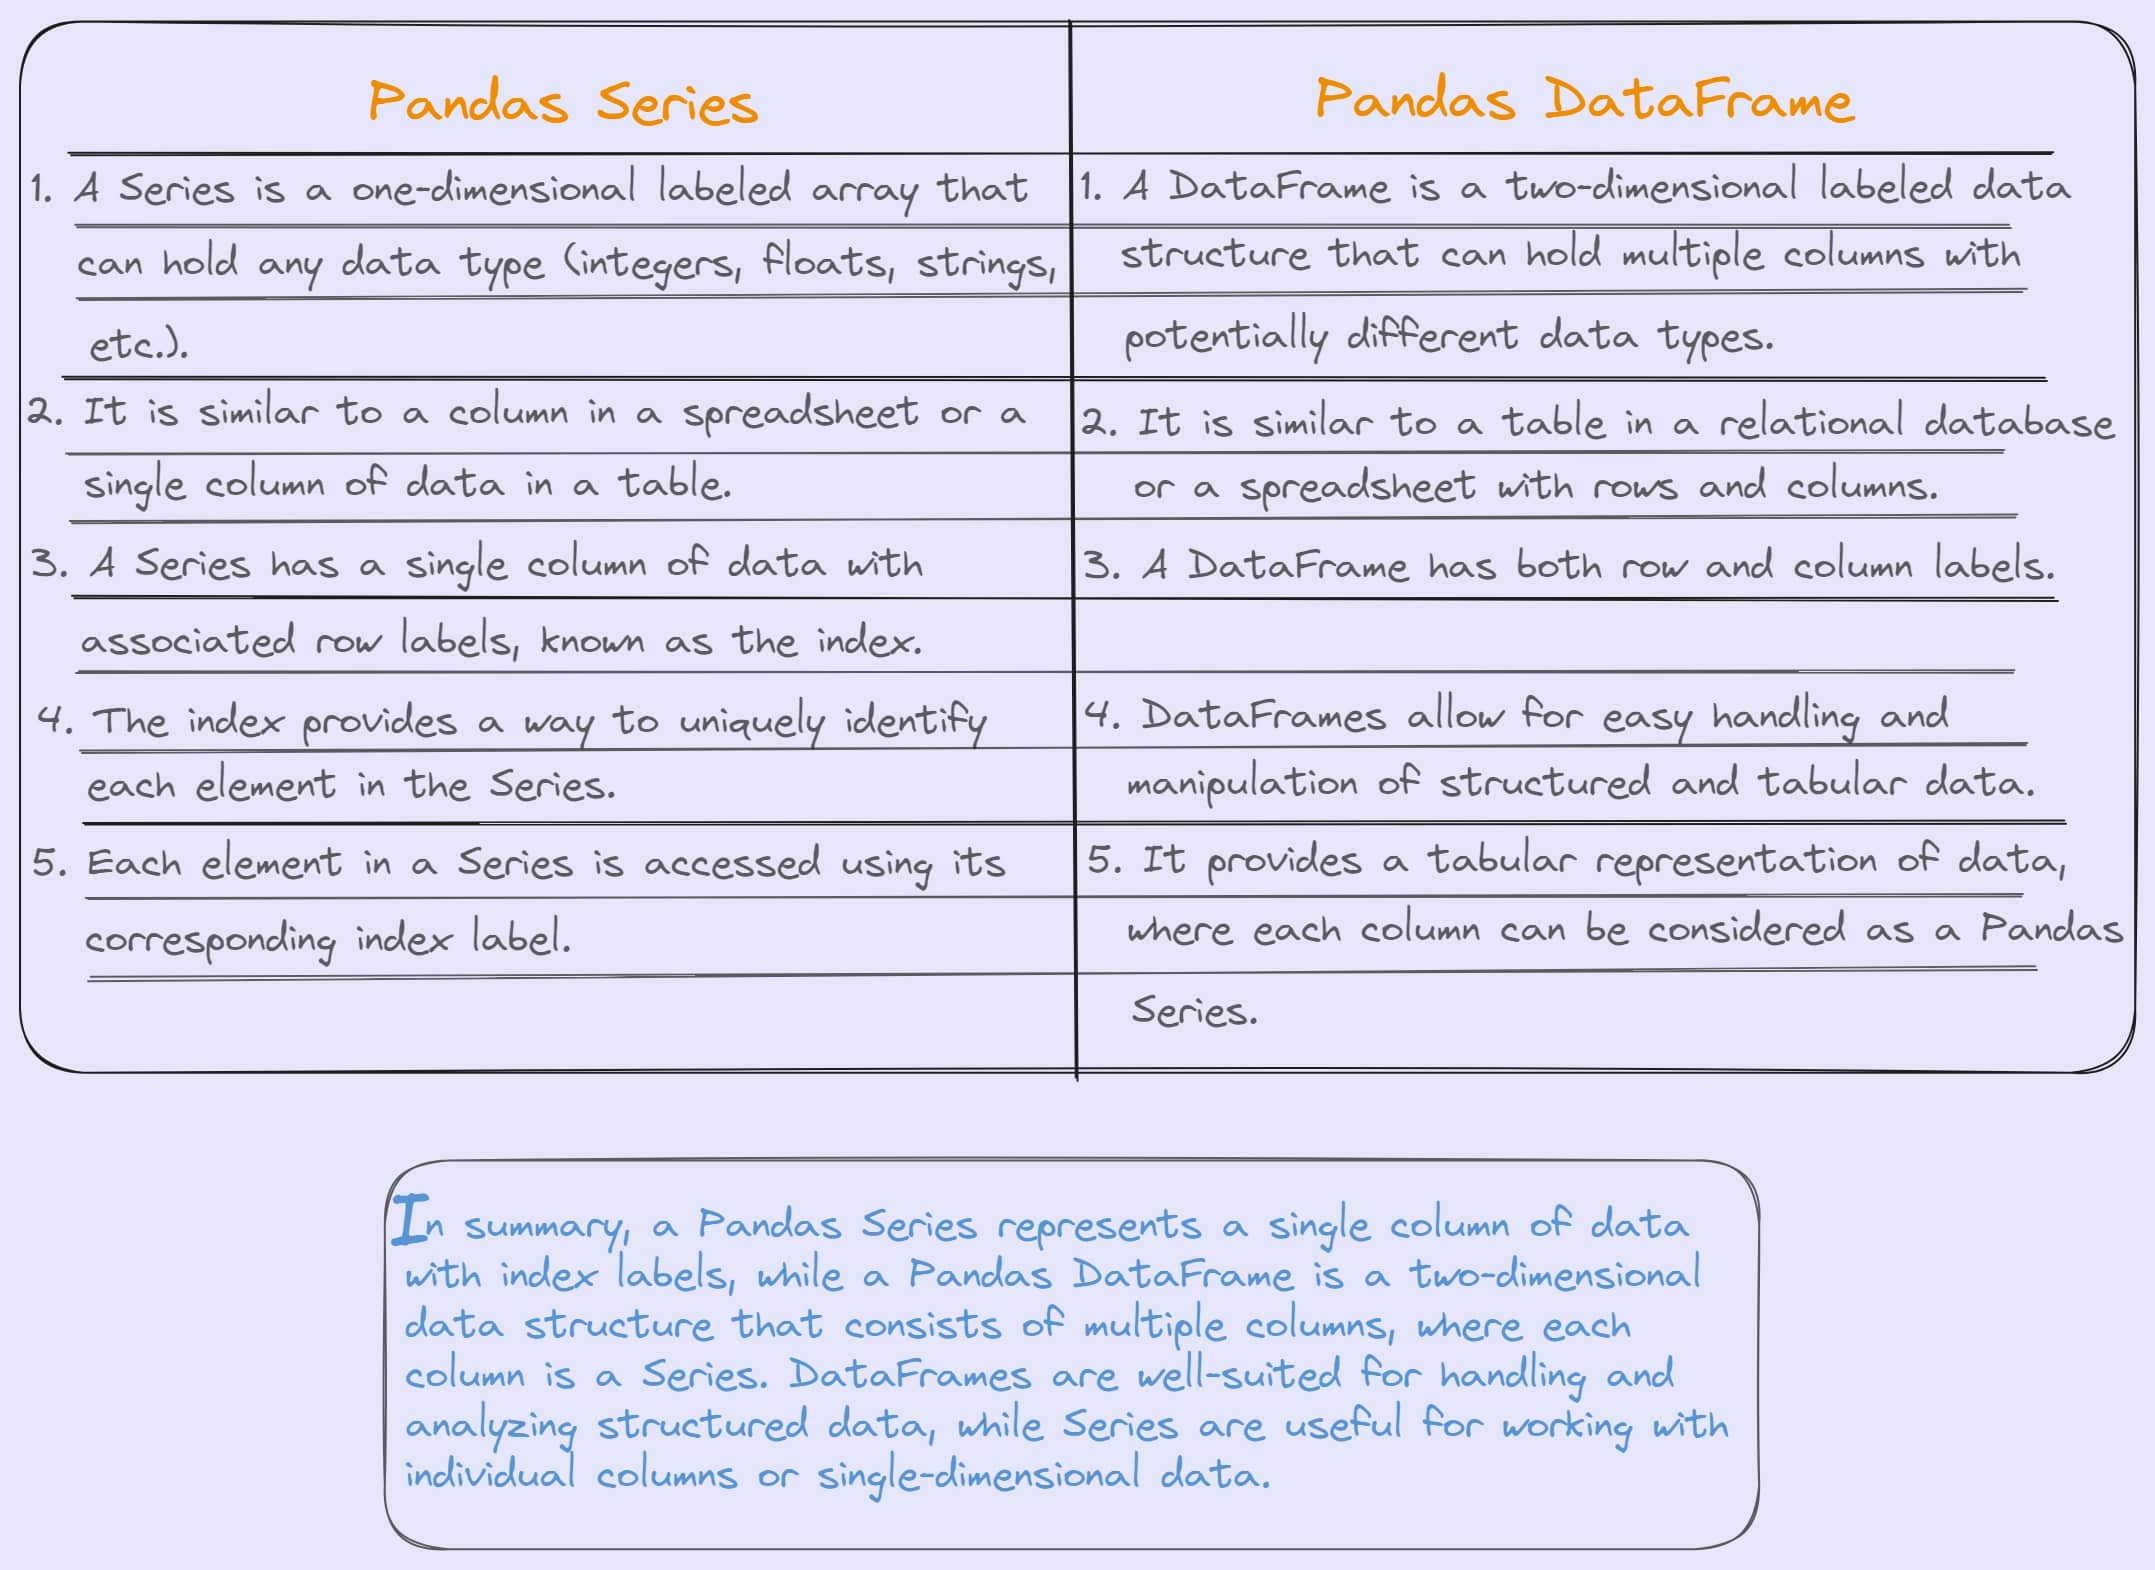 Pandas Series
1. A Series is a one-dimensional labeled array that
can hold any data type (integers, floats, strings,
etc.).
2. It is similar to a column in a spreadsheet or a
single column of data in a table.
3. A Series has a single column of data with
associated row labels, known as the index.
4. The index provides a way to uniquely identify
each element in the Series.
5. Each element in a Series is accessed using its
corresponding index label.
Pandas DataFrame
1. A DataFrame is a two-dimensional labeled data
structure that can hold multiple columns with
potentially different data types.
2. It is similar to a table in a relational database
or a spreadsheet with rows and columns.
3. A DataFrame has both row and column labels.
4. DataFrames allow for easy handling and
manipulation of structured and tabular data.
5. It provides a tabular representation of data,
where each column can be considered as a Pandas
Series.
In summary, a Pandas Series represents a single column of data
with index labels, while a Pandas DataFrame is a two-dimensional
data structure that consists of multiple columns, where each
column is a Series. DataFrames are well-suited for handling and
analyzing structured data, while Series are useful for working with
individual columns or single-dimensional data.